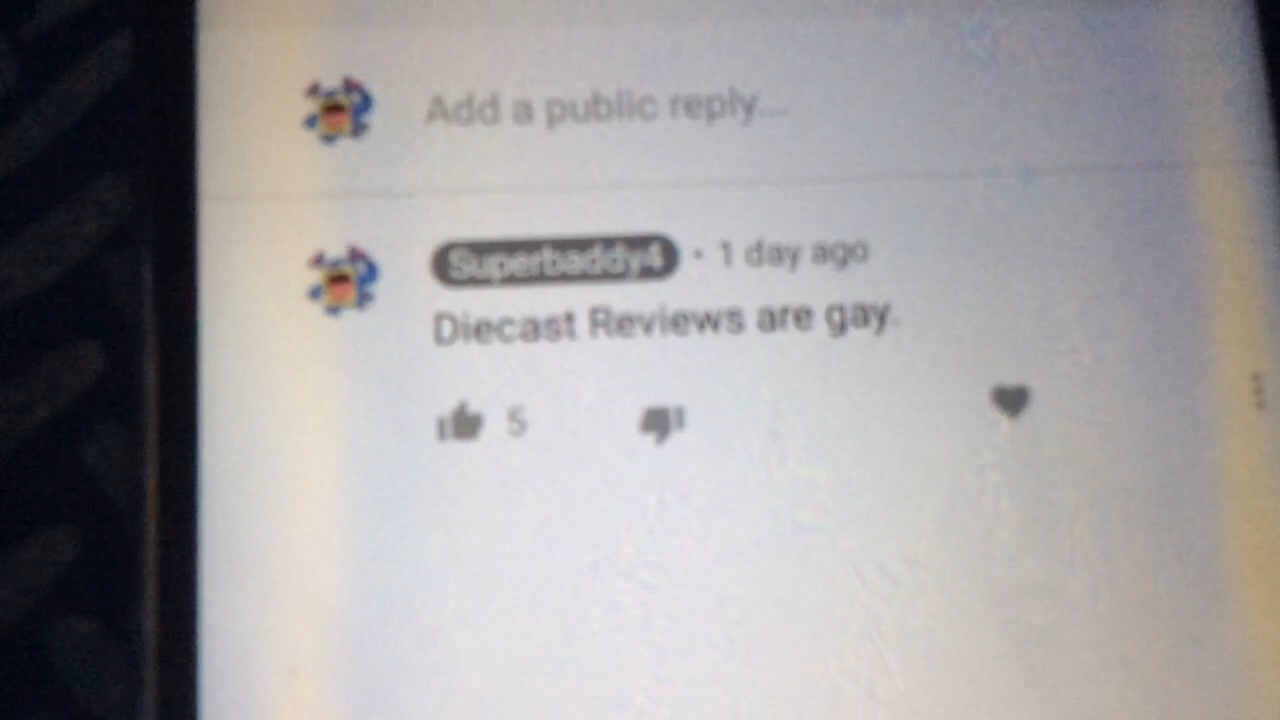 Add a public reply...
Superbaddy4 • 1 day ago
Diecast Reviews are gay.
5